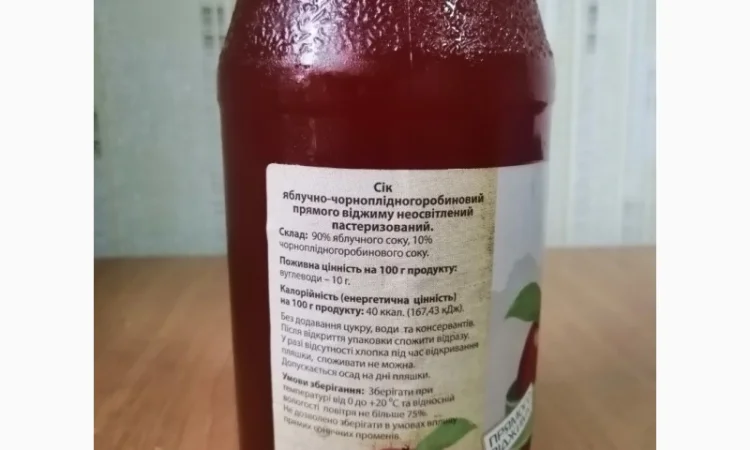 Сік
яблучно-чорноплідногоробиновий
прямого віджиму неосвітлений
пастеризований.
Склад: 90% яблучного соку, 10%
чорноплідногоробинового соку.
Поживна цінність на 100 г продукту:
вуглеводи – 10 г.
Калорійність (енергетична цінність)
на 100 г продукту: 40 ккал. (167,43 кДж).
Без додавання цукру, води та консервантів.
Після відкриття упаковки спожити відразу.
У разі відсутності хлопка під час відкривання
пляшки, споживати не можна.
Допускається осад на дні пляшки.
Умови зберігання: Зберігати при
температурі від 0 до +20 °С та відносній
вологості повітря не більше 75%.
Не дозволено зберігати в умовах впливу
прямих сонячних променів.